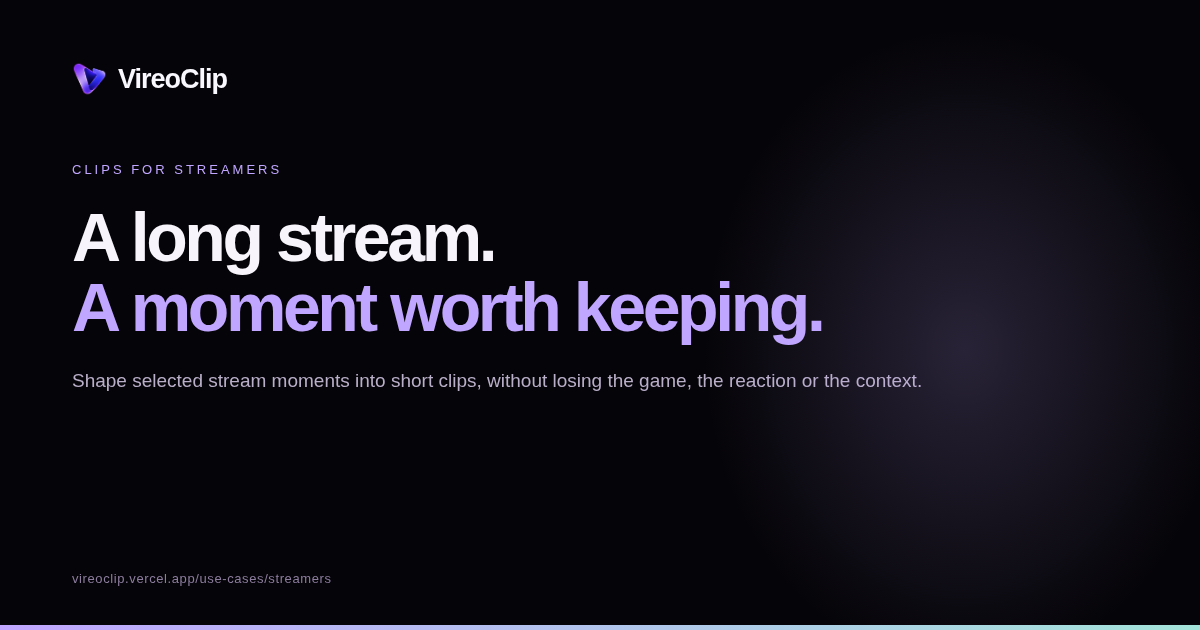 VireoClip
CLIPS FOR STREAMERS
A long stream.
A moment worth keeping.
Shape selected stream moments into short clips, without losing the game, the reaction or the context.
vireoclip.vercel.app/use-cases/streamers